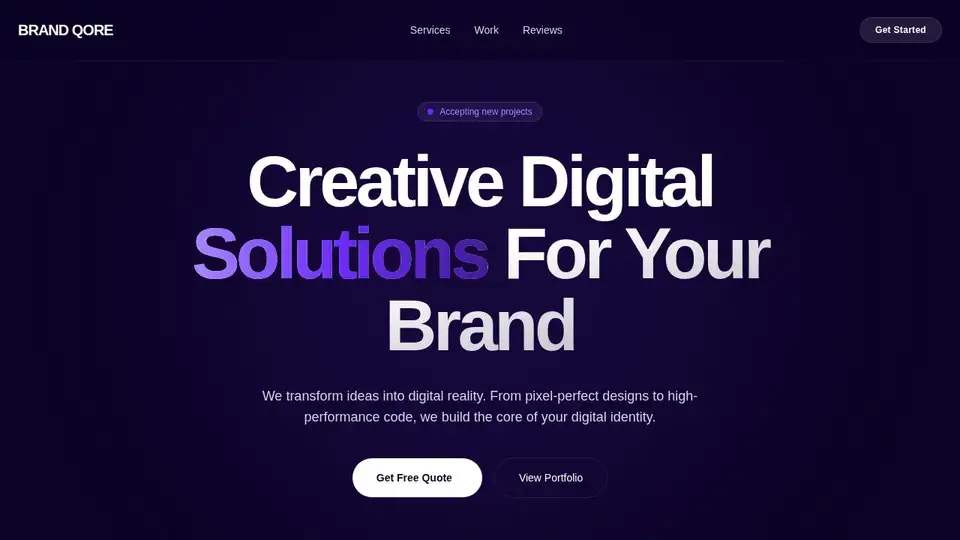 BRAND QORE
Services
Work
Reviews
Get Started
Accepting new projects
Creative Digital
Solutions For Your
Brand
We transform ideas into digital reality. From pixel-perfect designs to high-
performance code, we build the core of your digital identity.
Get Free Quote
View Portfolio